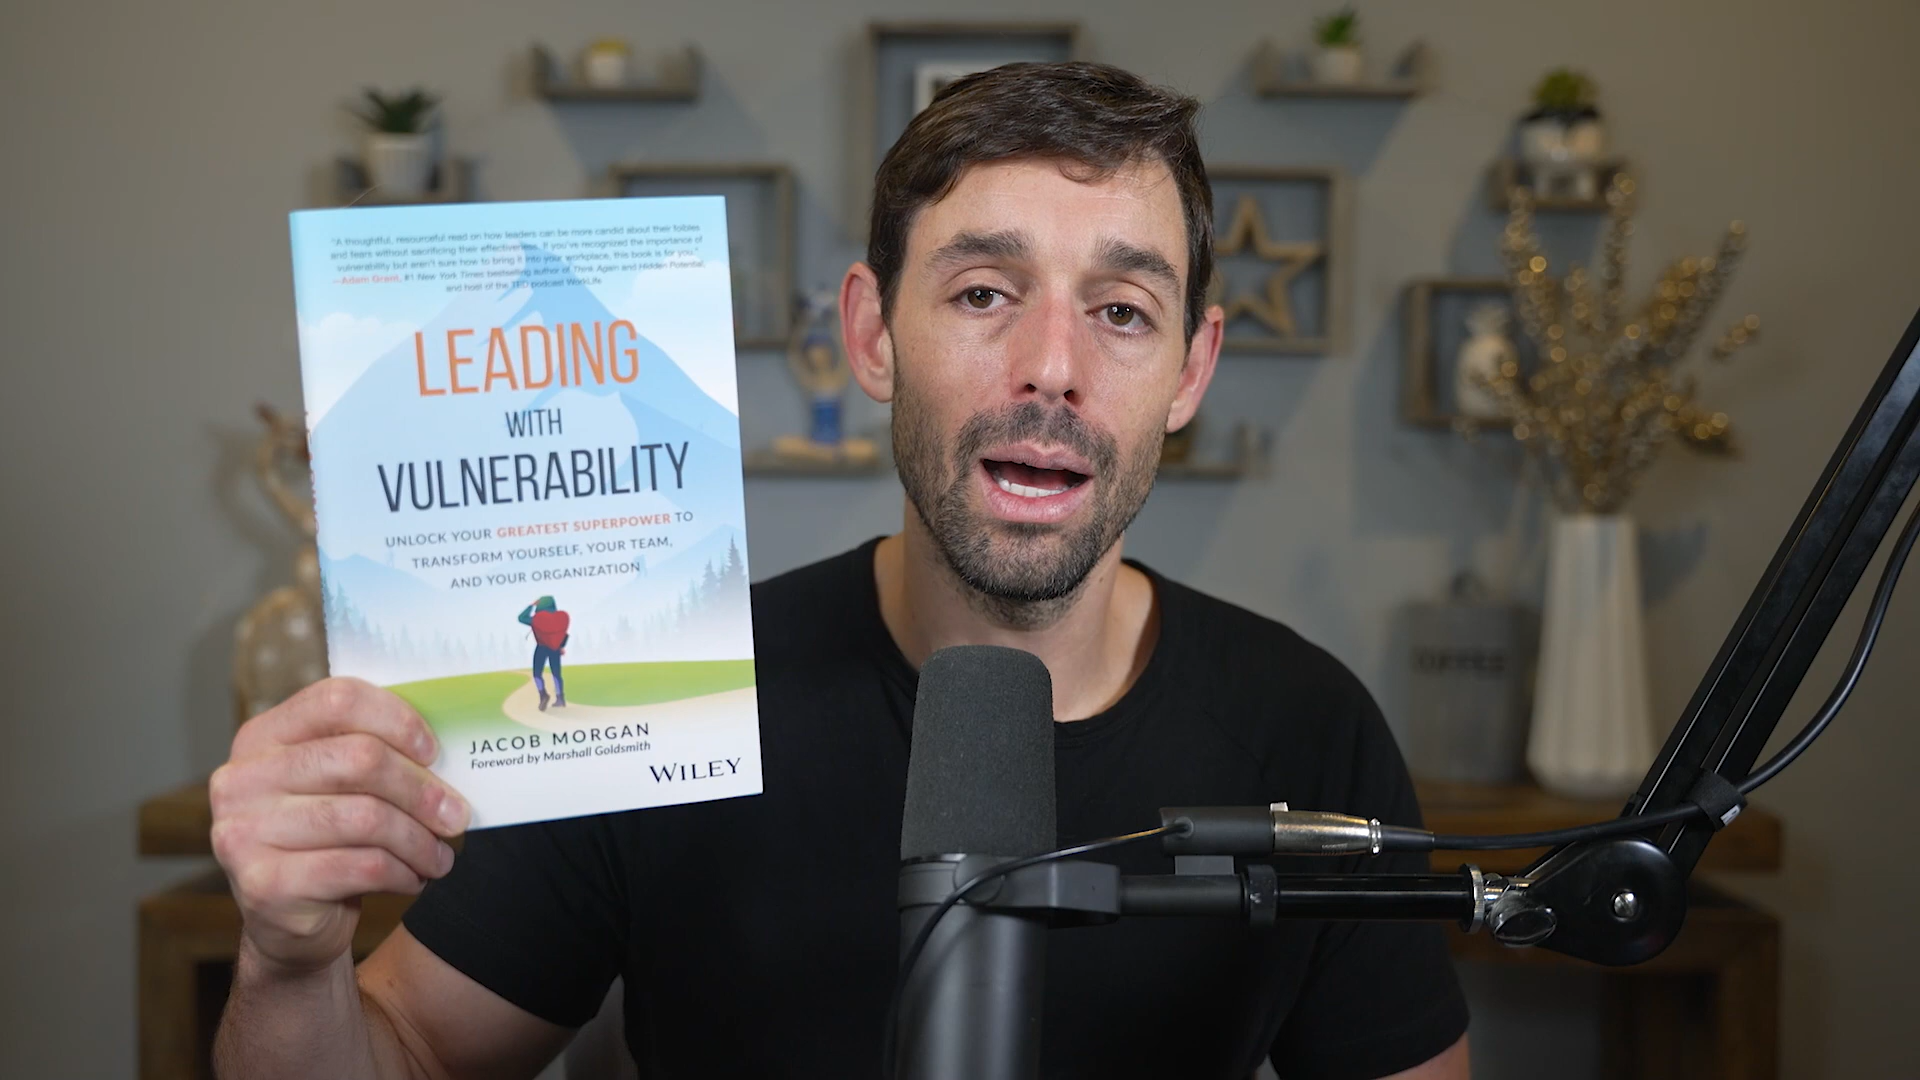 "A thoughtful, resourceful read on how leaders can be more candid about their foibles
and fears without sacrificing their effectiveness. If you've recognized the importance of
vulnerability but aren't sure how to bring it into your workplace, this book is for you."
—Adam Grant, #1 New York Times bestselling author of Think Again and Hidden Potential,
and host of the TED podcast WorkLife
LEADING
WITH
VULNERABILITY
UNLOCK YOUR GREATEST SUPERPOWER TO
TRANSFORM YOURSELF, YOUR TEAM,
AND YOUR ORGANIZATION
JACOB MORGAN
Foreword by Marshall Goldsmith
WILEY